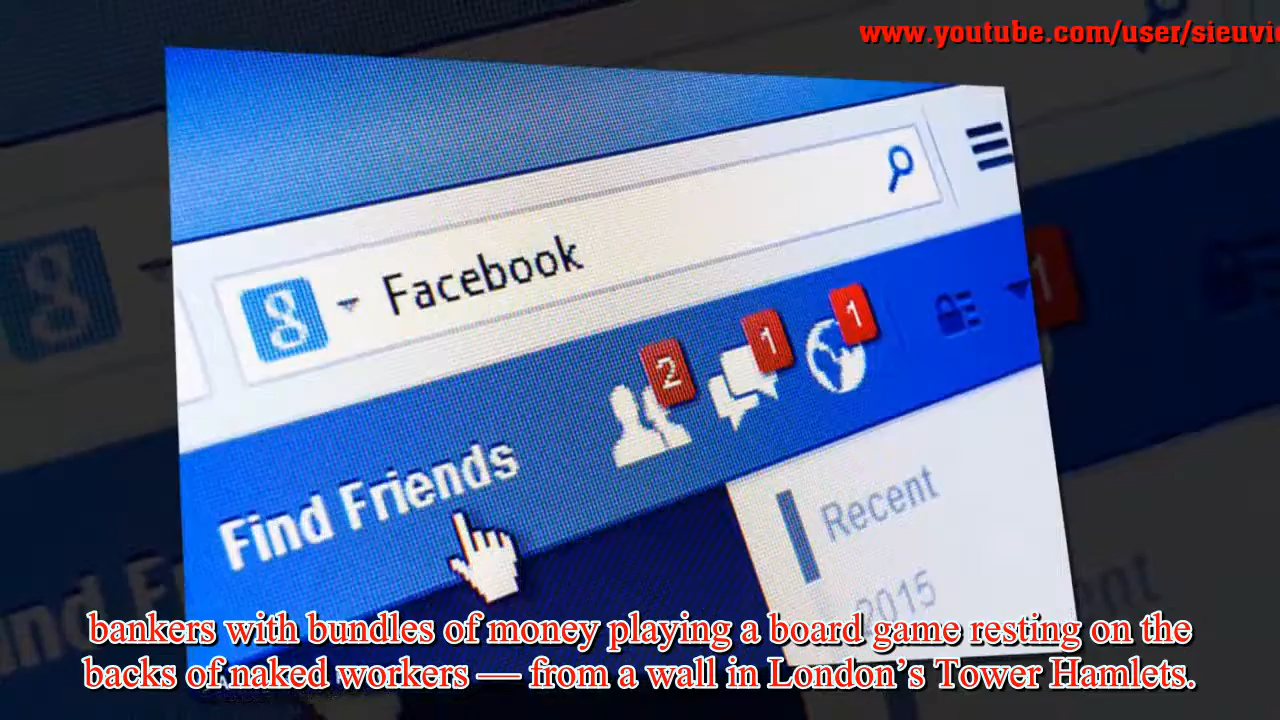 www.youtube.com/user/sieuvi
g
Facebook
2
1
1
1
Find Friends
Recent
2015
bankers with bundles of money playing a board game resting on the
backs of naked workers — from a wall in London’s Tower Hamlets.